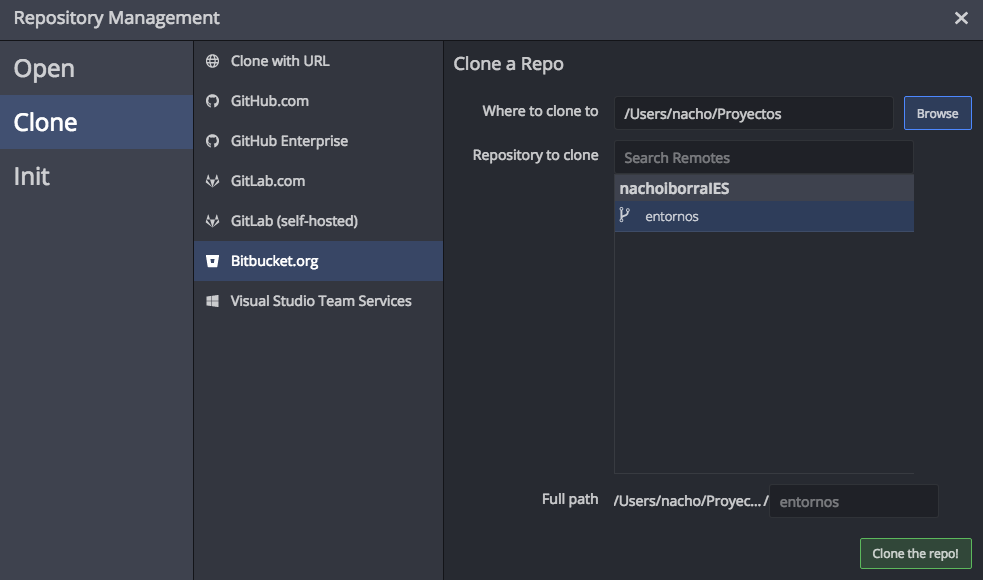 Repository Management
Open
Clone
Init
Clone with URL
GitHub.com
GitHub Enterprise
GitLab.com
GitLab (self-hosted)
Bitbucket.org
Visual Studio Team Services
Clone a Repo
Where to clone to /Users/nacho/Proyectos Browse
Repository to clone Search Remotes
nachoiborraIES
entornos
Full path /Users/nacho/Proyec... / entornos
Clone the repo!